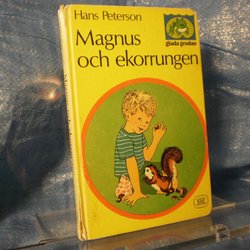 Hans Peterson
Magnus
och ekorrungen
glada grodan